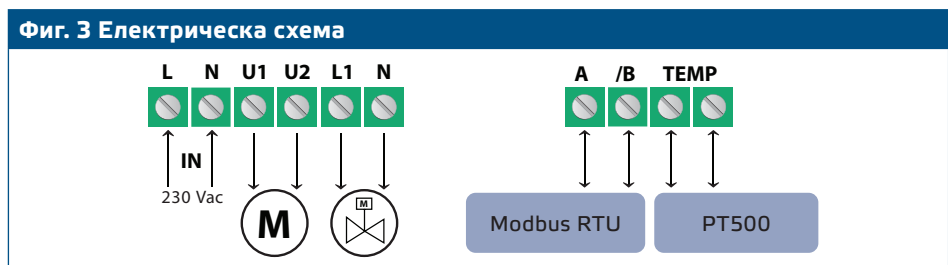 Фиг. 3 Електрическа схема
L N U1 U2 L1 N
A /B TEMP
IN
230 Vac
M
M
Modbus RTU
PT500